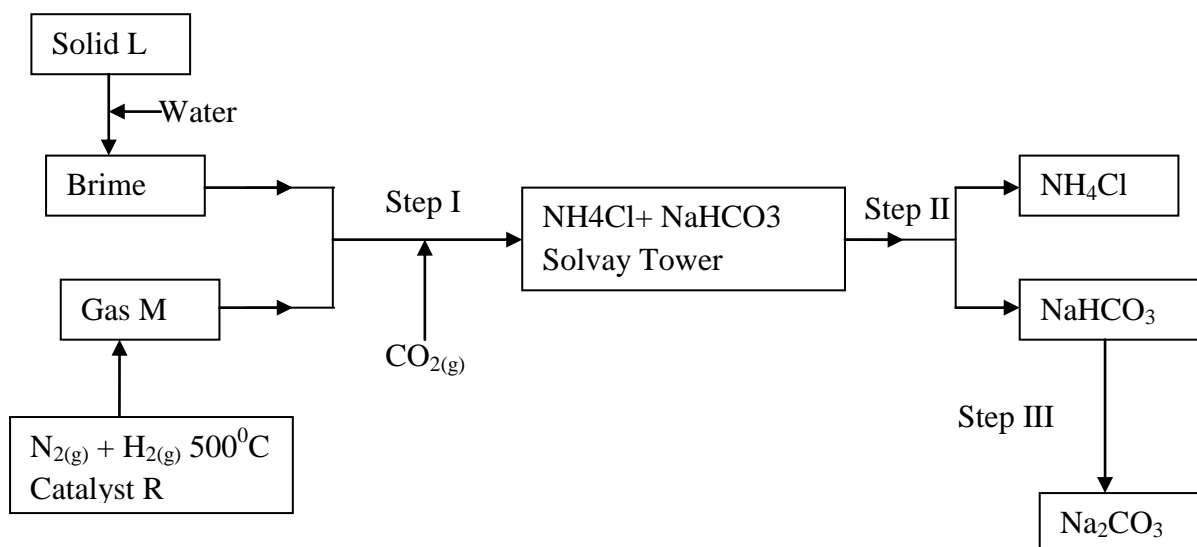 Solid L
Water
Brime
Step I
NH4Cl+ NaHCO3
Solvay Tower
Step II
NH₄Cl
Gas M
CO₂₍g₎
NaHCO₃
Step III
N₂₍g₎ + H₂₍g₎ 500⁰C
Catalyst R
Na₂CO₃